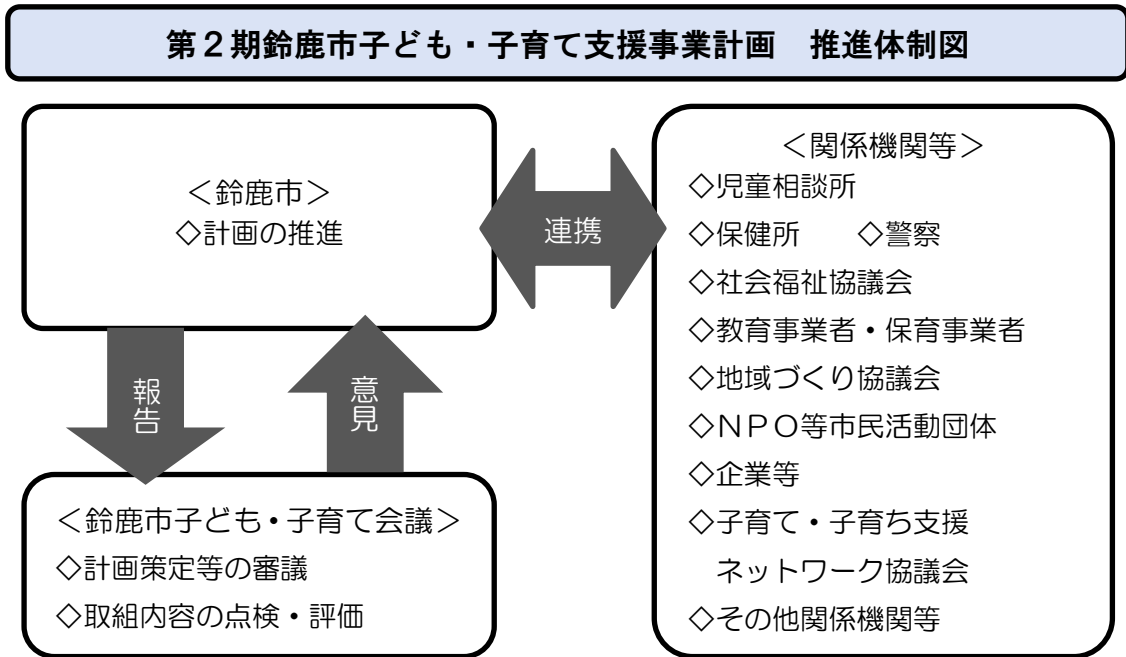 第２期鈴鹿市子ども・子育て支援事業計画　推進体制図
＜鈴鹿市＞
◇計画の推進
連携
報告
意見
＜鈴鹿市子ども・子育て会議＞
◇計画策定等の審議
◇取組内容の点検・評価
＜関係機関等＞
◇児童相談所
◇保健所　　◇警察
◇社会福祉協議会
◇教育事業者・保育事業者
◇地域づくり協議会
◇ＮＰＯ等市民活動団体
◇企業等
◇子育て・子育ち支援
ネットワーク協議会
◇その他関係機関等